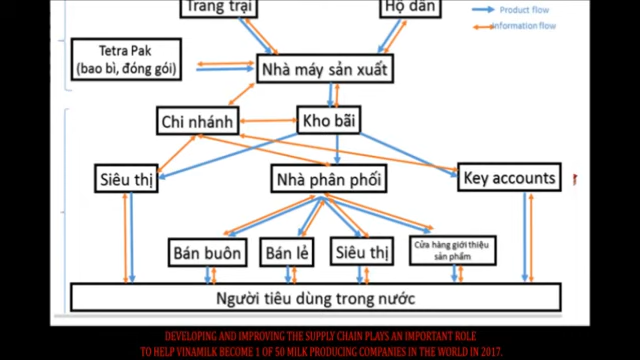 Trang trại
Hộ dân
Product flow
Information flow
Tetra Pak
(bao bì, đóng gói)
Nhà máy sản xuất
Chi nhánh
Kho bãi
Siêu thị
Nhà phân phối
Key accounts
Bán buôn
Bán lẻ
Siêu thị
Cửa hàng giới thiệu
sản phẩm
Người tiêu dùng trong nước
DEVELOPING AND IMPROVING THE SUPPLY CHAIN PLAYS AN IMPORTANT ROLE
TO HELP VINAMILK BECOME 1 OF 50 MILK PRODUCING COMPANIES IN THE WORLD IN 2017.